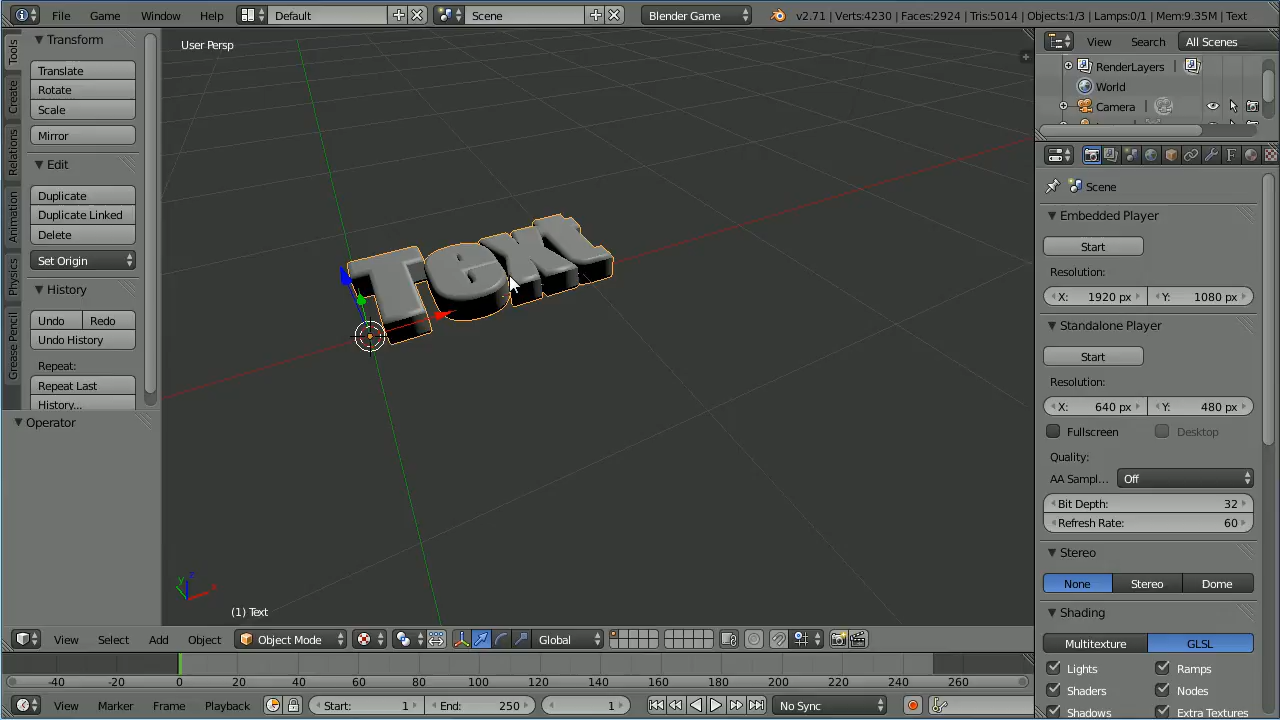 File Game Window Help Default Scene Blender Game v2.71 | Verts:4230 | Faces:2924 | Tris:5014 | Objects:1/3 | Lamps:0/1 | Mem:9.35M | Text
Tools
Create
Relations
Animation
Physics
Grease Pencil
Transform
Translate
Rotate
Scale
Mirror
Edit
Duplicate
Duplicate Linked
Delete
Set Origin
History
Undo Redo
Undo History
Repeat:
Repeat Last
History...
Operator
User Persp
Text
y z x
(1) Text
View Select Add Object Object Mode Global
-40 -20 0 20 40 60 80 100 120 140 160 180 200 220 240 260
View Marker Frame Playback Start: 1 End: 250 1 No Sync
View Search All Scenes
RenderLayers
World
Camera
Scene
Embedded Player
Start
Resolution:
X: 1920 px Y: 1080 px
Standalone Player
Start
Resolution:
X: 640 px Y: 480 px
Fullscreen Desktop
Quality:
AA Sampl... Off
Bit Depth: 32
Refresh Rate: 60
Stereo
None Stereo Dome
Shading
Multitexture GLSL
Lights Ramps
Shaders Nodes
Shadows Extra Textures